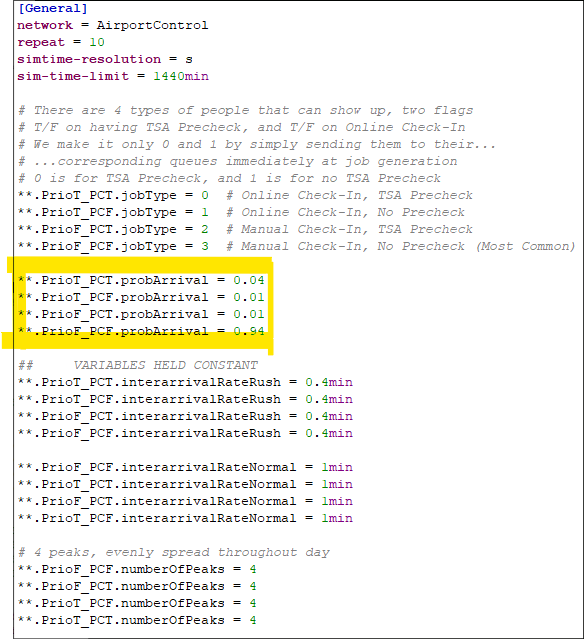 [General]
network = AirportControl
repeat = 10
simtime-resolution = s
sim-time-limit = 1440min
# There are 4 types of people that can show up, two flags
# T/F on having TSA Precheck, and T/F on Online Check-In
# We make it only 0 and 1 by simply sending them to their...
# ...corresponding queues immediately at job generation
# 0 is for TSA Precheck, and 1 is for no TSA Precheck
**.PrioT_PCT.jobType = 0  # Online Check-In, TSA Precheck
**.PrioT_PCF.jobType = 1  # Online Check-In, No Precheck
**.PrioF_PCT.jobType = 2  # Manual Check-In, TSA Precheck
**.PrioF_PCF.jobType = 3  # Manual Check-In, No Precheck (Most Common)
**.PrioT_PCT.probArrival = 0.04
**.PrioT_PCF.probArrival = 0.01
**.PrioF_PCT.probArrival = 0.01
**.PrioF_PCF.probArrival = 0.94
##     VARIABLES HELD CONSTANT
**.PrioT_PCT.interarrivalRateRush = 0.4min
**.PrioT_PCF.interarrivalRateRush = 0.4min
**.PrioF_PCT.interarrivalRateRush = 0.4min
**.PrioF_PCF.interarrivalRateRush = 0.4min
**.PrioF_PCF.interarrivalRateNormal = 1min
**.PrioT_PCT.interarrivalRateNormal = 1min
**.PrioF_PCT.interarrivalRateNormal = 1min
**.PrioT_PCF.interarrivalRateNormal = 1min
# 4 peaks, evenly spread throughout day
**.PrioF_PCF.numberOfPeaks = 4
**.PrioF_PCT.numberOfPeaks = 4
**.PrioT_PCF.numberOfPeaks = 4
**.PrioT_PCT.numberOfPeaks = 4